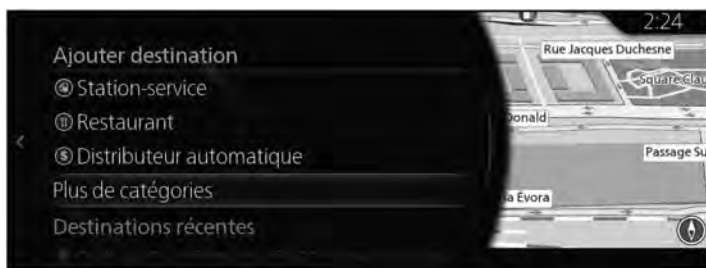 2:24
Ajouter destination
Station-service
Restaurant
Distributeur automatique
Plus de catégories
Destinations récentes
Rue Jacques Duchesne
Square Clau
Donald
Passage Su
a Évora